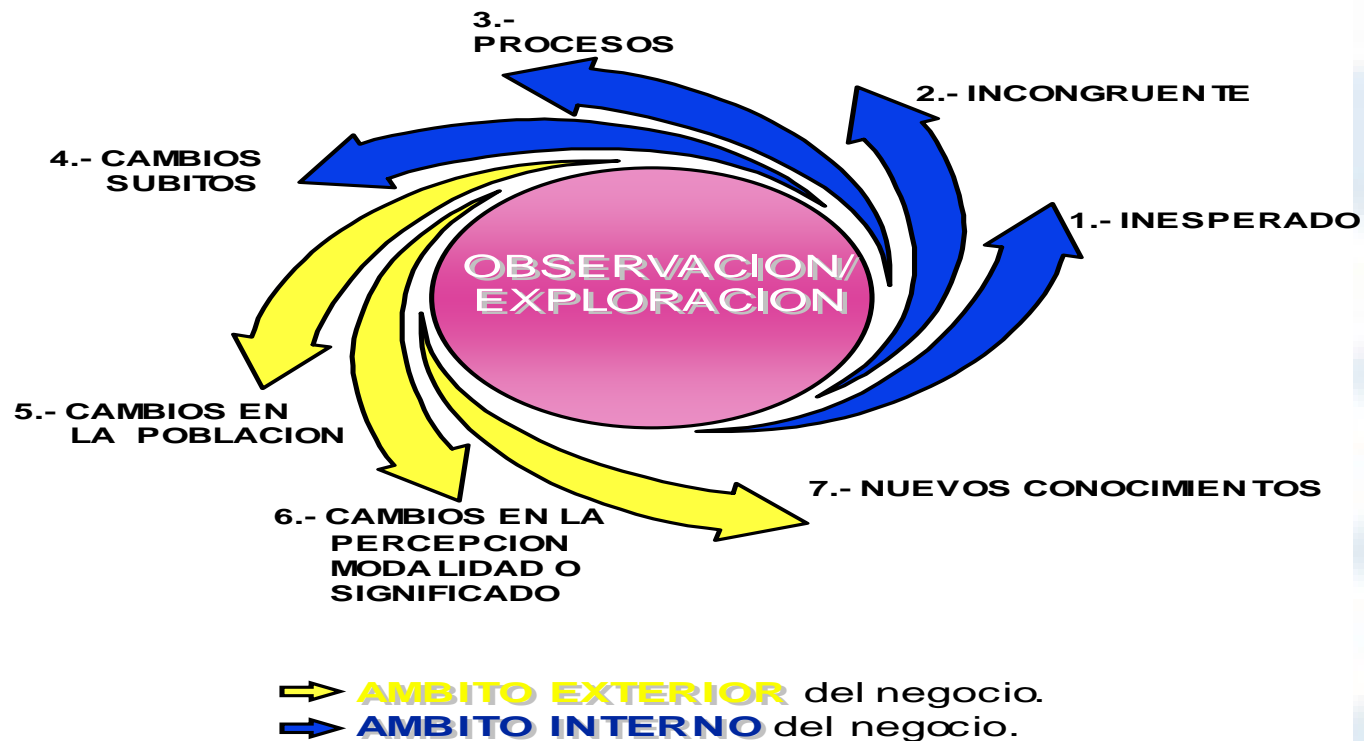 3.-
PROCESOS
2.- INCONGRUENTE
4.- CAMBIOS
SUBITOS
1.- INESPERADO
OBSERVACION/
EXPLORACION
5.- CAMBIOS EN
LA POBLACION
7.- NUEVOS CONOCIMIENTOS
6.- CAMBIOS EN LA
PERCEPCION
MODALIDAD O
SIGNIFICADO
AMBITO EXTERIOR del negocio.
AMBITO INTERNO del negocio.